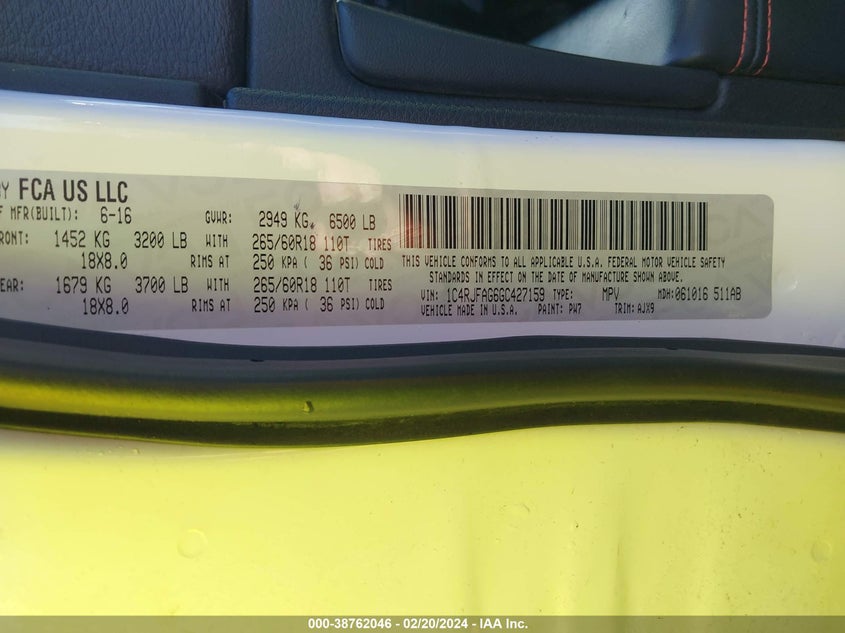 BY FCA US LLC
F MFR(BUILT): 6-16 GVWR: 2949 KG, 6500 LB
RONT: 1452 KG 3200 LB WITH 265/60R18 110T TIRES
18X8.0 RIMS AT 250 KPA ( 36 PSI) COLD
EAR: 1679 KG 3700 LB WITH 265/60R18 110T TIRES
18X8.0 RIMS AT 250 KPA ( 36 PSI) COLD
THIS VEHICLE CONFORMS TO ALL APPLICABLE U.S.A. FEDERAL MOTOR VEHICLE SAFETY
STANDARDS IN EFFECT ON THE DATE OF MANUFACTURE SHOWN ABOVE.
VIN: 1C4RJFAG6GC427159 TYPE: MPV MDH:061016 511AB
VEHICLE MADE IN U.S.A. PAINT: PW7 TRIM: AJX9
000-38762046 - 02/20/2024 - IAA Inc.